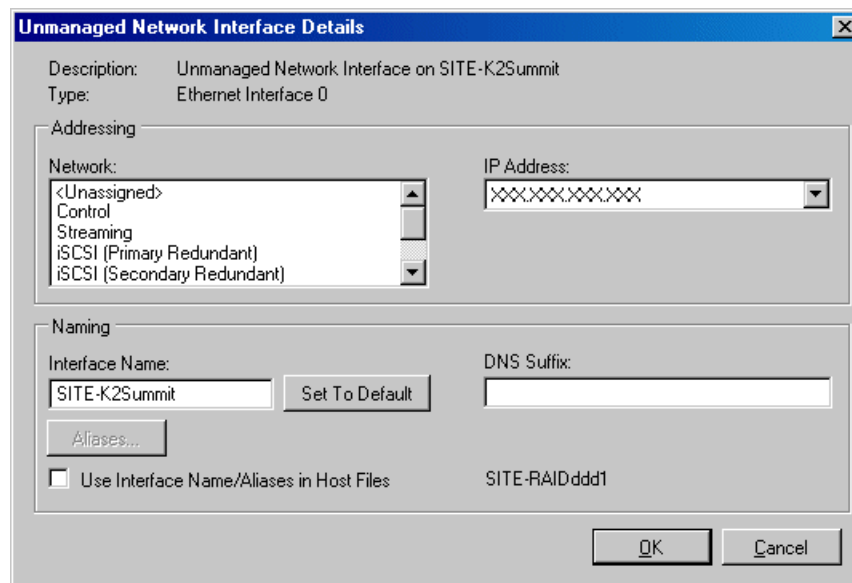 Unmanaged Network Interface Details
Description: Unmanaged Network Interface on SITE-K2Summit
Type: Ethernet Interface 0
Addressing
Network:
<Unassigned>
Control
Streaming
iSCSI (Primary Redundant)
iSCSI (Secondary Redundant)
IP Address:
XXX.XXX.XXX.XXX
Naming
Interface Name:
SITE-K2Summit
Set To Default
DNS Suffix:
Aliases...
Use Interface Name/Aliases in Host Files
SITE-RAIDddd1
OK
Cancel